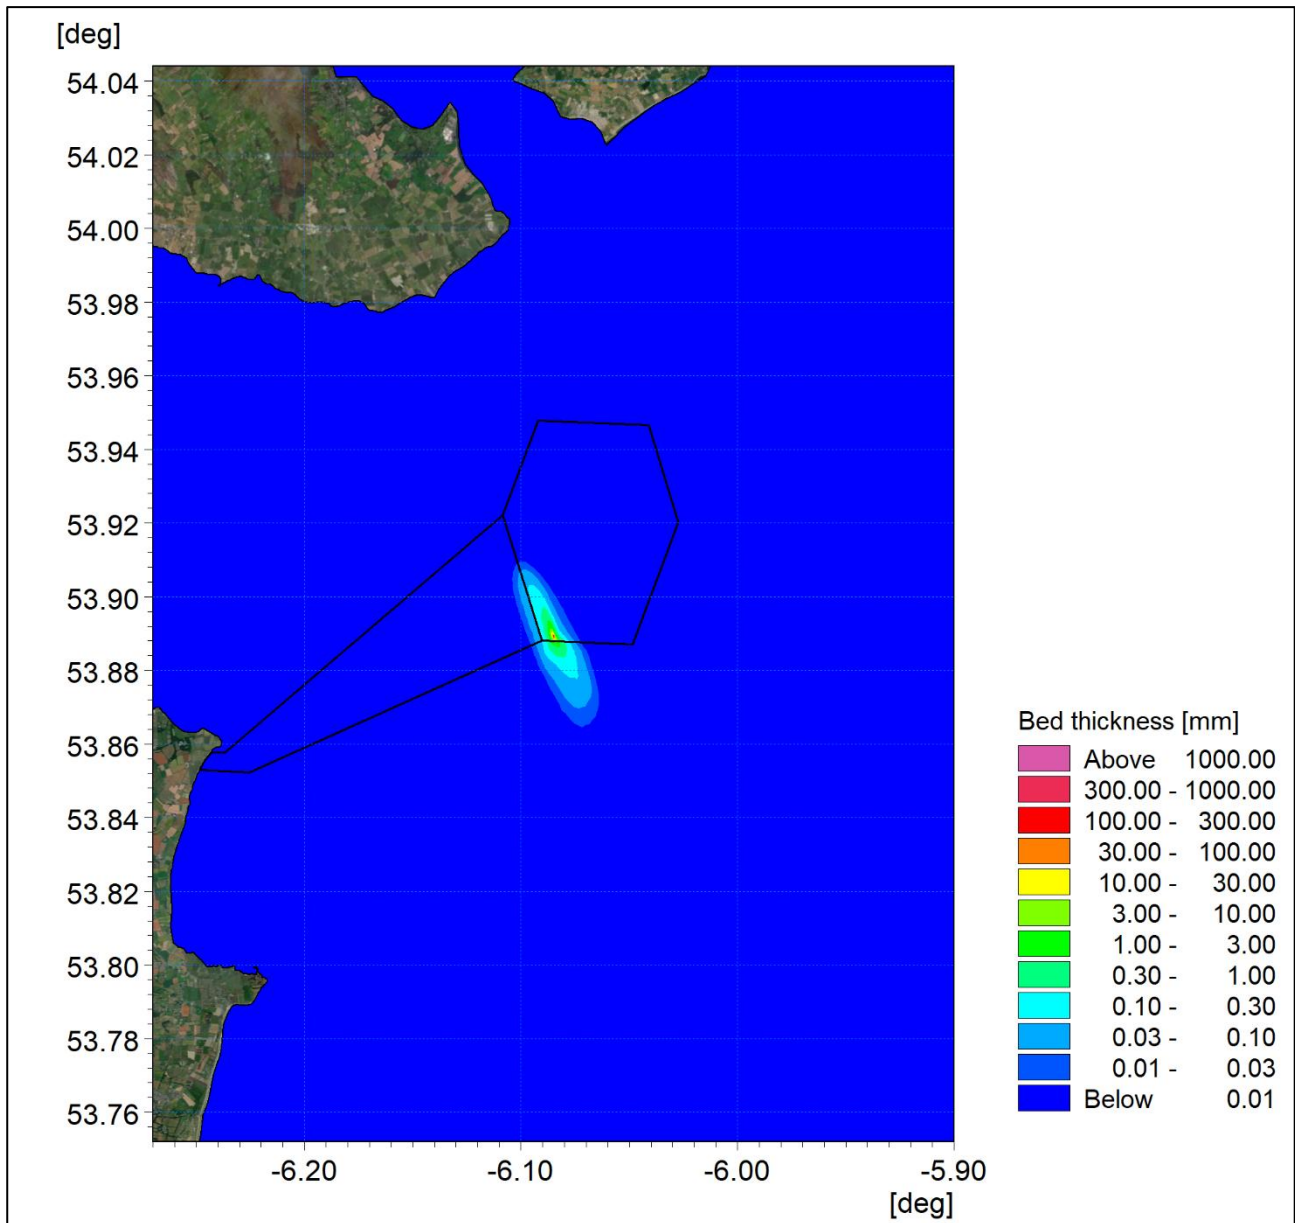 [deg]
54.04
54.02
54.00
53.98
53.96
53.94
53.92
53.90
53.88
53.86
53.84
53.82
53.80
53.78
53.76
-6.20 -6.10 -6.00 -5.90
[deg]
Bed thickness [mm]
Above 1000.00
300.00 - 1000.00
100.00 - 300.00
30.00 - 100.00
10.00 - 30.00
3.00 - 10.00
1.00 - 3.00
0.30 - 1.00
0.10 - 0.30
0.03 - 0.10
0.01 - 0.03
Below 0.01